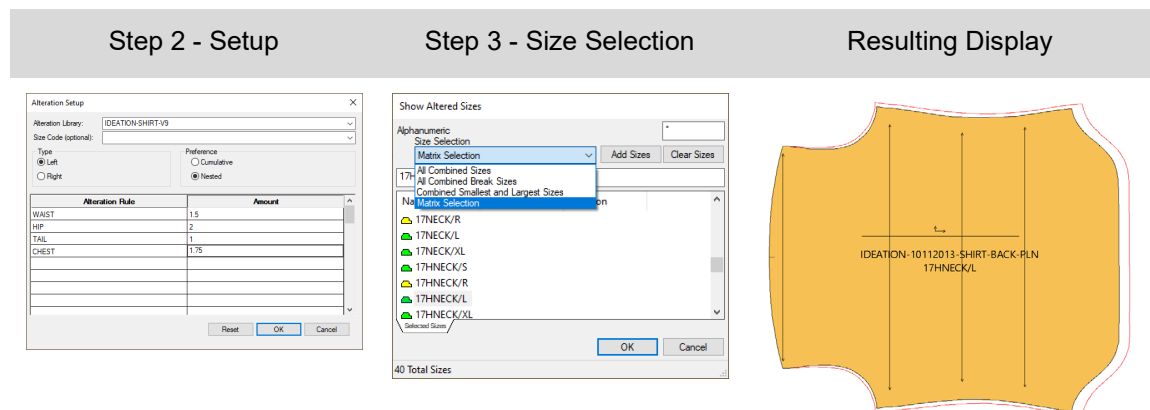 Step 2 - Setup
Step 3 - Size Selection
Resulting Display
Alteration Setup
Alteration Library: IDEATION-SHIRT-V9
Size Code (optional):
Type
Left
Right
Preference
Cumulative
Nested
Alteration Rule Amount
WAIST 1.5
HIP 2
TAIL 1
CHEST 1.75
Reset OK Cancel
Show Altered Sizes
Alphanumeric *
Size Selection
Matrix Selection Add Sizes Clear Sizes
All Combined Sizes
All Combined Break Sizes
Combined Smallest and Largest Sizes
Matrix Selection
17NECK/R
17NECK/L
17NECK/XL
17HNECK/S
17HNECK/R
17HNECK/L
17HNECK/XL
Selected Sizes
OK Cancel
40 Total Sizes
IDEATION-10112013-SHIRT-BACK-PLN
17HNECK/L